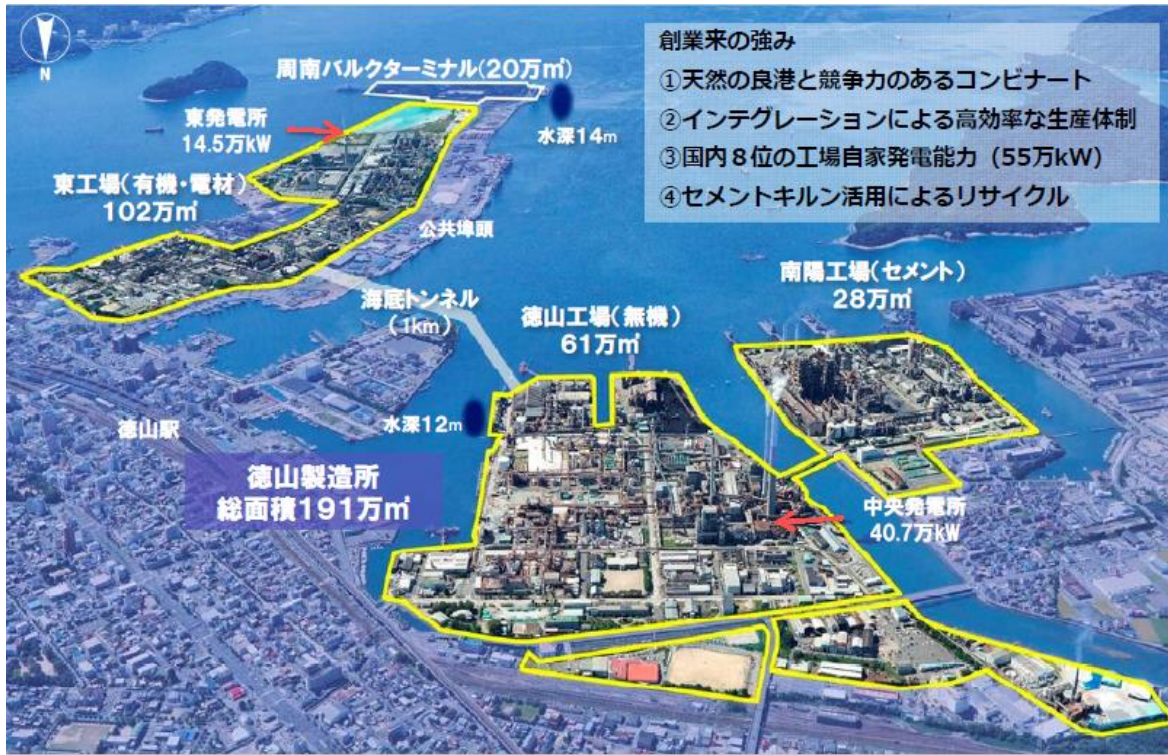 N
創業来の強み
①天然の良港と競争力のあるコンビナート
②インテグレーションによる高効率な生産体制
③国内８位の工場自家発電能力（55万kW）
④セメントキルン活用によるリサイクル
周南バルクターミナル(20万㎡)
東発電所
14.5万kW
水深14m
東工場(有機・電材)
102万㎡
公共埠頭
南陽工場(セメント)
28万㎡
海底トンネル
(1km)
徳山工場(無機)
61万㎡
徳山駅
水深12m
徳山製造所
総面積191万㎡
中央発電所
40.7万kW